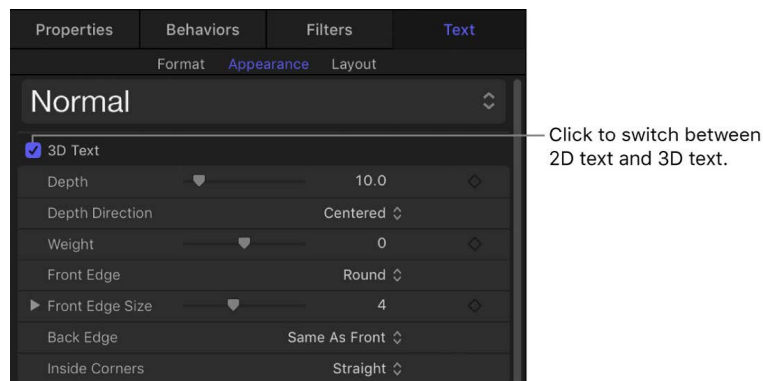 Properties Behaviors Filters Text
Format Appearance Layout
Normal
3D Text
Click to switch between
2D text and 3D text.
Depth 10.0
Depth Direction Centered
Weight 0
Front Edge Round
Front Edge Size 4
Back Edge Same As Front
Inside Corners Straight